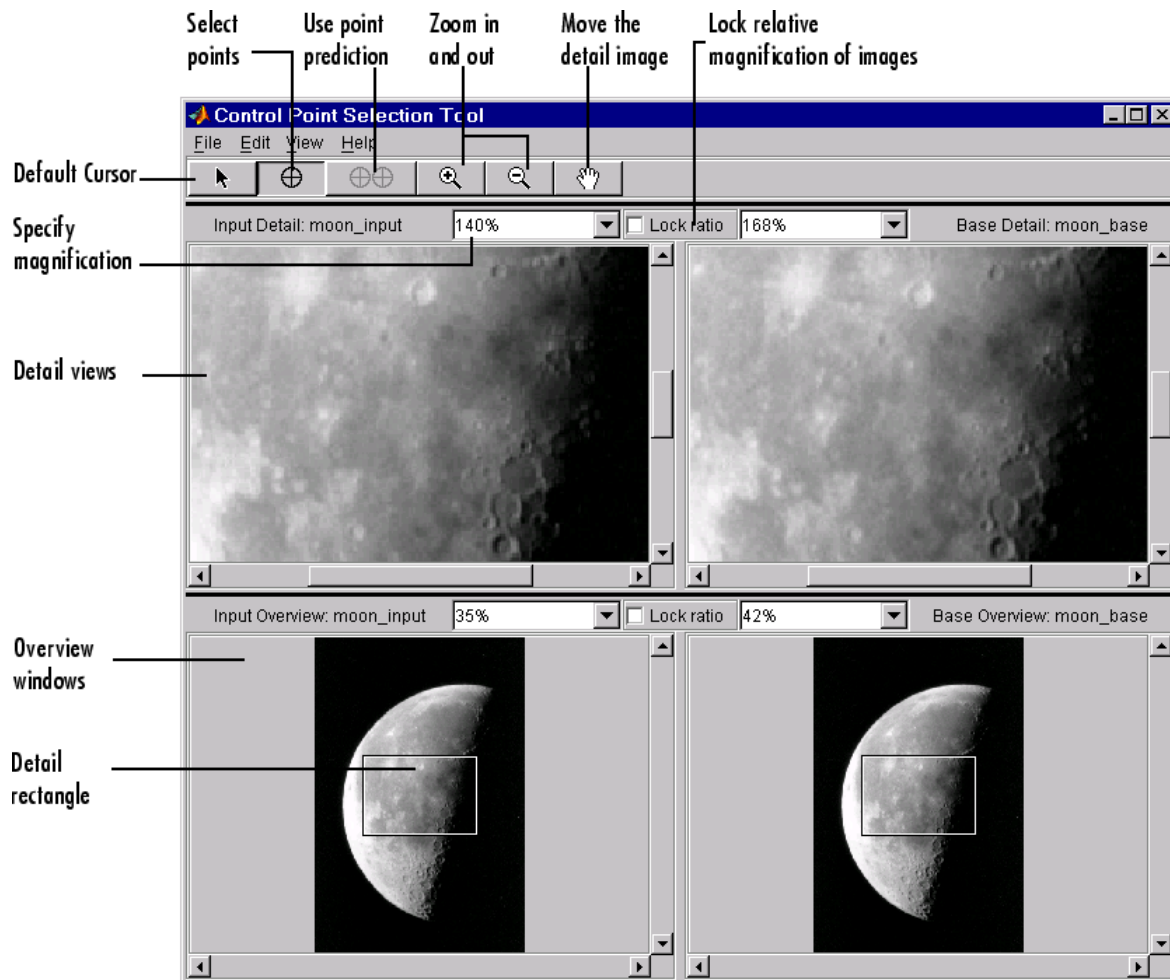 Select
points
Use point
prediction
Zoom in
and out
Move the
detail image
Lock relative
magnification of images
Control Point Selection Tool
File Edit View Help
Default Cursor
Specify
magnification
Input Detail: moon_input 140% Lock ratio 168% Base Detail: moon_base
Detail views
Input Overview: moon_input 35% Lock ratio 42% Base Overview: moon_base
Overview
windows
Detail
rectangle